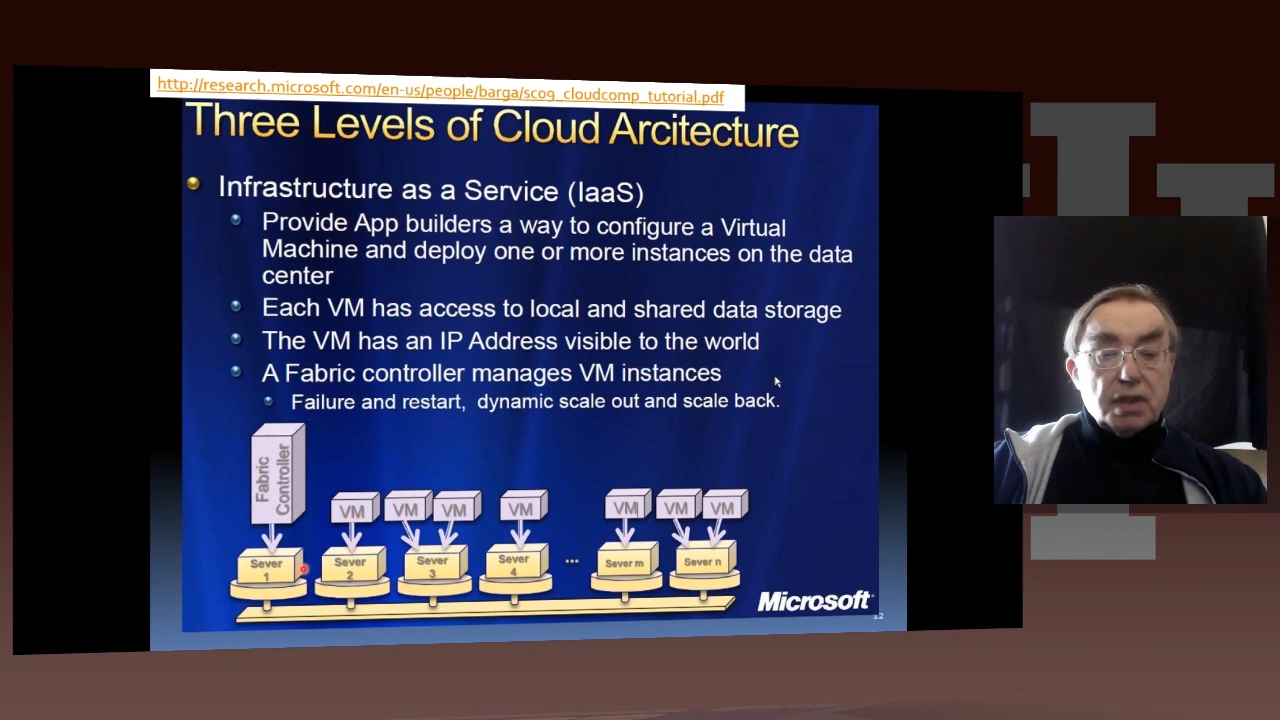 http://research.microsoft.com/en-us/people/barga/sc09_cloudcomp_tutorial.pdf
Three Levels of Cloud Arcitecture
Infrastructure as a Service (IaaS)
Provide App builders a way to configure a Virtual
Machine and deploy one or more instances on the data
center
Each VM has access to local and shared data storage
The VM has an IP Address visible to the world
A Fabric controller manages VM instances
Failure and restart, dynamic scale out and scale back.
Fabric
Controller
VM
VM
VM
VM
VM
VM
VM
Sever
1
Sever
2
Sever
3
Sever
4
...
Sever m
Sever n
Microsoft
12